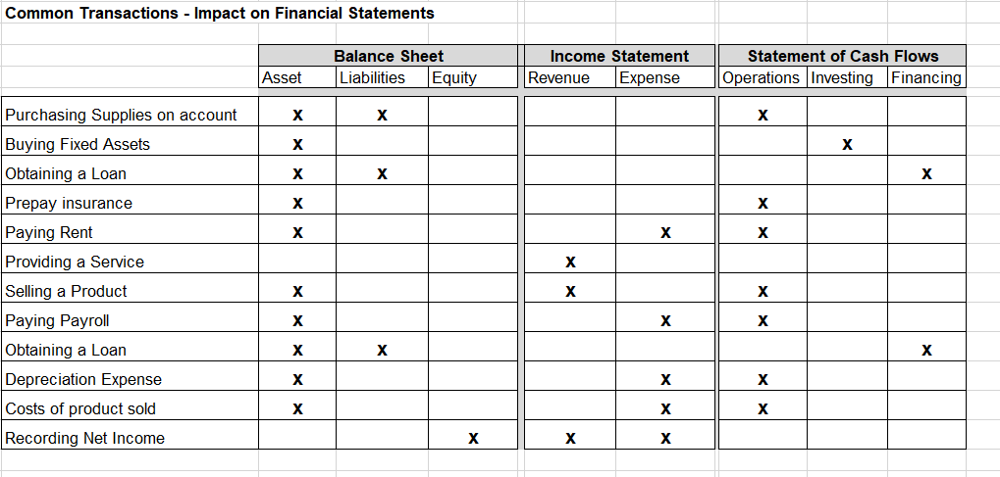 Common Transactions - Impact on Financial Statements
Balance Sheet Income Statement Statement of Cash Flows
Asset Liabilities Equity Revenue Expense Operations Investing Financing
Purchasing Supplies on account x x x
Buying Fixed Assets x x
Obtaining a Loan x x x
Prepay insurance x x
Paying Rent x x x
Providing a Service x
Selling a Product x x x
Paying Payroll x x x
Obtaining a Loan x x x
Depreciation Expense x x x
Costs of product sold x x x
Recording Net Income x x x